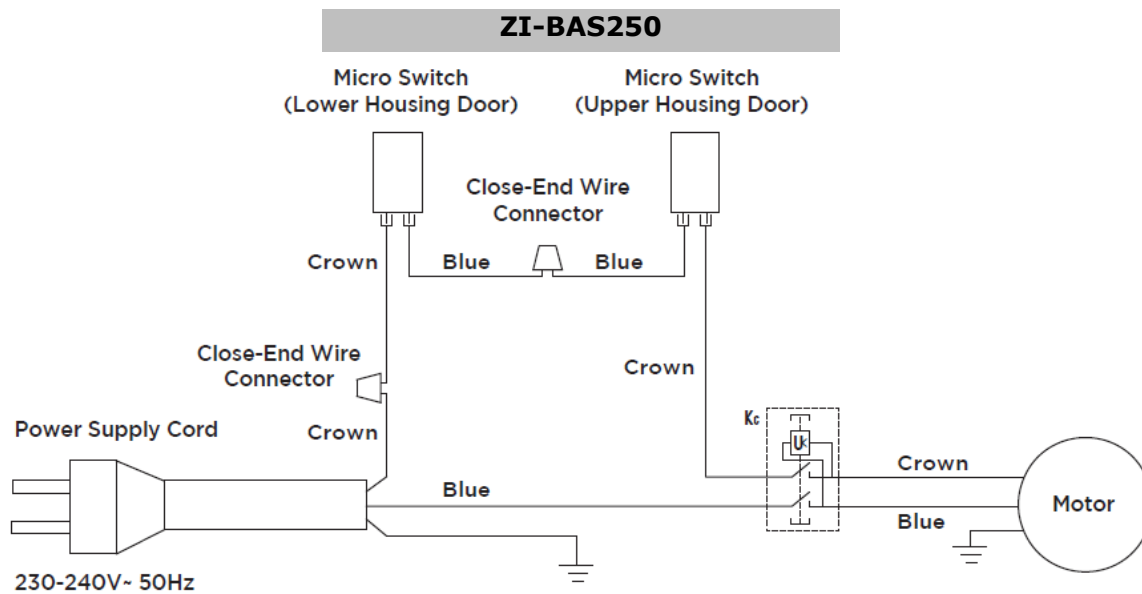 ZI-BAS250
Micro Switch
(Lower Housing Door)
Micro Switch
(Upper Housing Door)
Close-End Wire
Connector
Crown
Blue
Blue
Close-End Wire
Connector
Crown
Power Supply Cord
Crown
Kc
U<
Crown
Blue
Motor
Blue
230-240V~ 50Hz